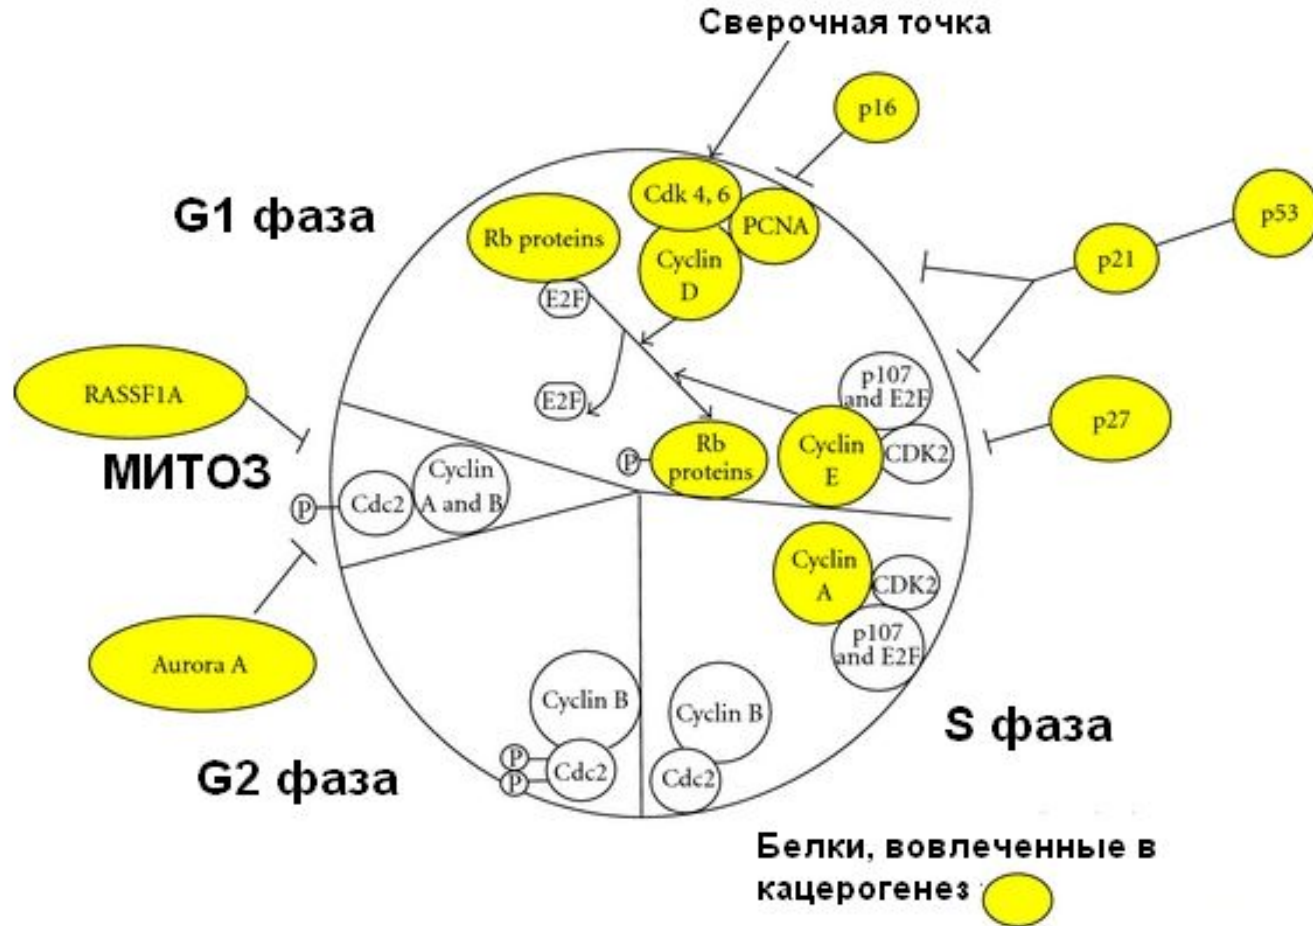 Сверочная точка
p16
G1 фаза
Cdk 4, 6
PCNA
Rb proteins
Cyclin
D
E2F
p53
p21
RASSF1A
E2F
p107
and E2F
p27
Cyclin
E
CDK2
Rb
proteins
P
МИТОЗ
Cyclin
A and B
Cdc2
P
Cyclin
A
CDK2
p107
and E2F
Aurora A
Cyclin B
Cyclin B
S фаза
P
P
Cdc2
Cdc2
G2 фаза
Белки, вовлеченные в
кацерогенез